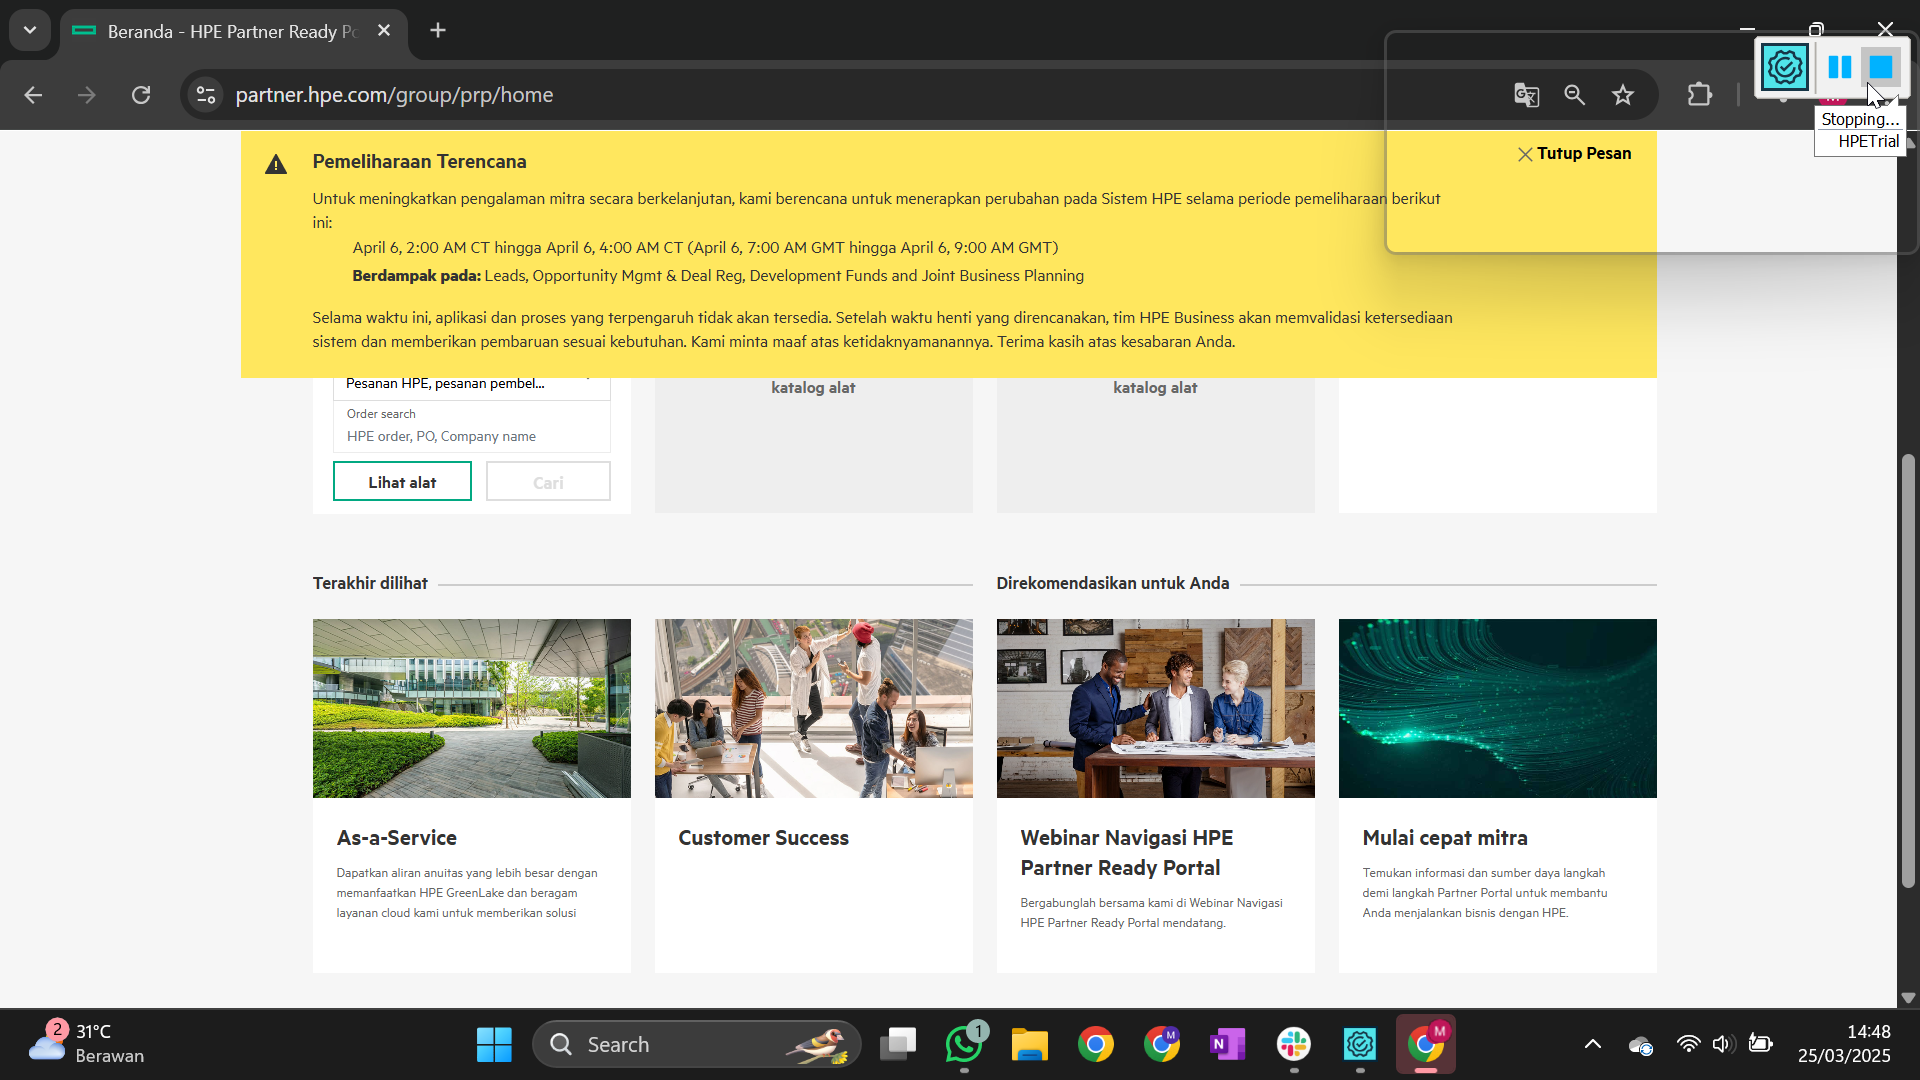 Beranda - HPE Partner Ready Po
partner.hpe.com/group/prp/home
Stopping...
HPETrial
Pemeliharaan Terencana
Tutup Pesan
Untuk meningkatkan pengalaman mitra secara berkelanjutan, kami berencana untuk menerapkan perubahan pada Sistem HPE selama periode pemeliharaan berikut
ini:
April 6, 2:00 AM CT hingga April 6, 4:00 AM CT (April 6, 7:00 AM GMT hingga April 6, 9:00 AM GMT)
Berdampak pada: Leads, Opportunity Mgmt & Deal Reg, Development Funds and Joint Business Planning
Selama waktu ini, aplikasi dan proses yang terpengaruh tidak akan tersedia. Setelah waktu henti yang direncanakan, tim HPE Business akan memvalidasi ketersediaan
sistem dan memberikan pembaruan sesuai kebutuhan. Kami minta maaf atas ketidaknyamanannya. Terima kasih atas kesabaran Anda.
Pesanan HPE, pesanan pembel...
Order search
HPE order, PO, Company name
Lihat alat
Cari
katalog alat
katalog alat
Terakhir dilihat
Direkomendasikan untuk Anda
As-a-Service
Dapatkan aliran anuitas yang lebih besar dengan
memanfaatkan HPE GreenLake dan beragam
layanan cloud kami untuk memberikan solusi
Customer Success
Webinar Navigasi HPE
Partner Ready Portal
Bergabunglah bersama kami di Webinar Navigasi
HPE Partner Ready Portal mendatang.
Mulai cepat mitra
Temukan informasi dan sumber daya langkah
demi langkah Partner Portal untuk membantu
Anda menjalankan bisnis dengan HPE.
2
31°C
Berawan
Search
1
M
N
M
14:48
25/03/2025